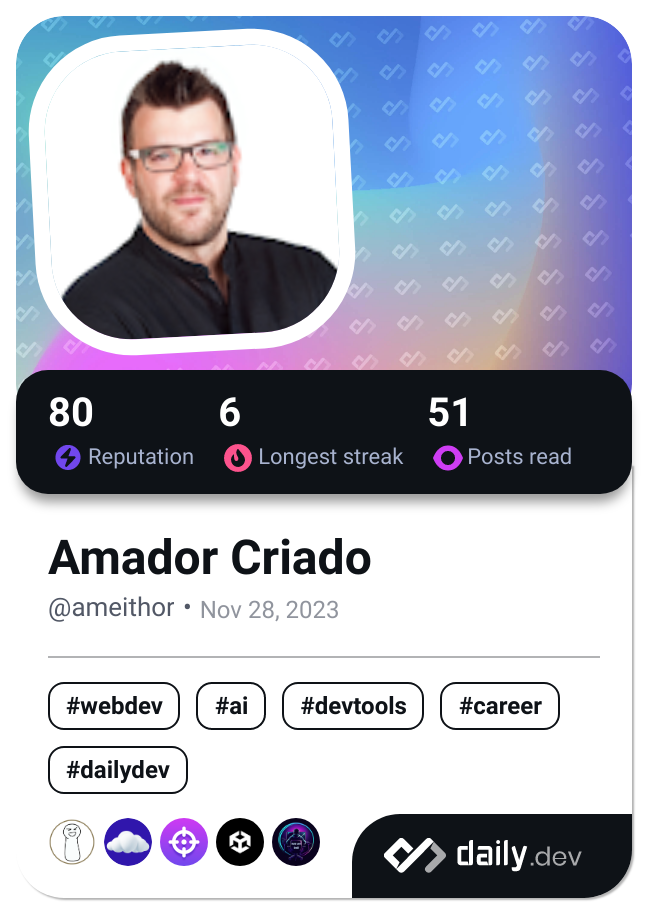 80 6 51
Reputation Longest streak Posts read
Amador Criado
@ameithor • Nov 28, 2023
#webdev #ai #devtools #career
#dailydev
daily.dev